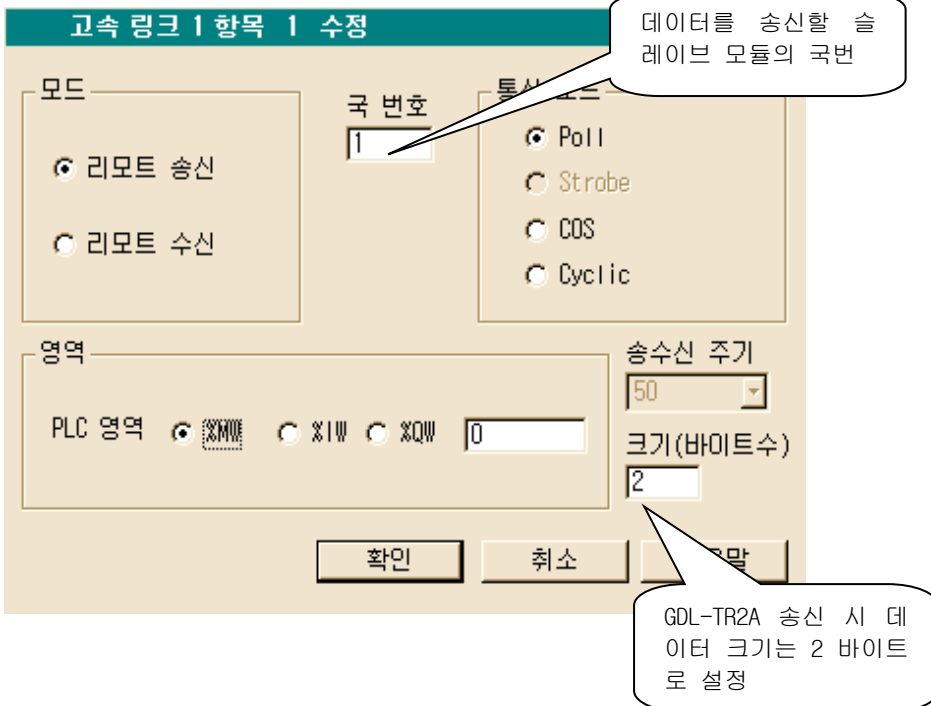 고속 링크 1 항목 1 수정
데이터를 송신할 슬
레이브 모듈의 국번
모드
국 번호
1
리모트 송신
리모트 수신
Poll
Strobe
COS
Cyclic
영역
PLC 영역 %MW %IW %QW 0
송수신 주기
50
크기(바이트수)
2
확인 취소
GDL-TR2A 송신 시 데
이터 크기는 2 바이트
로 설정